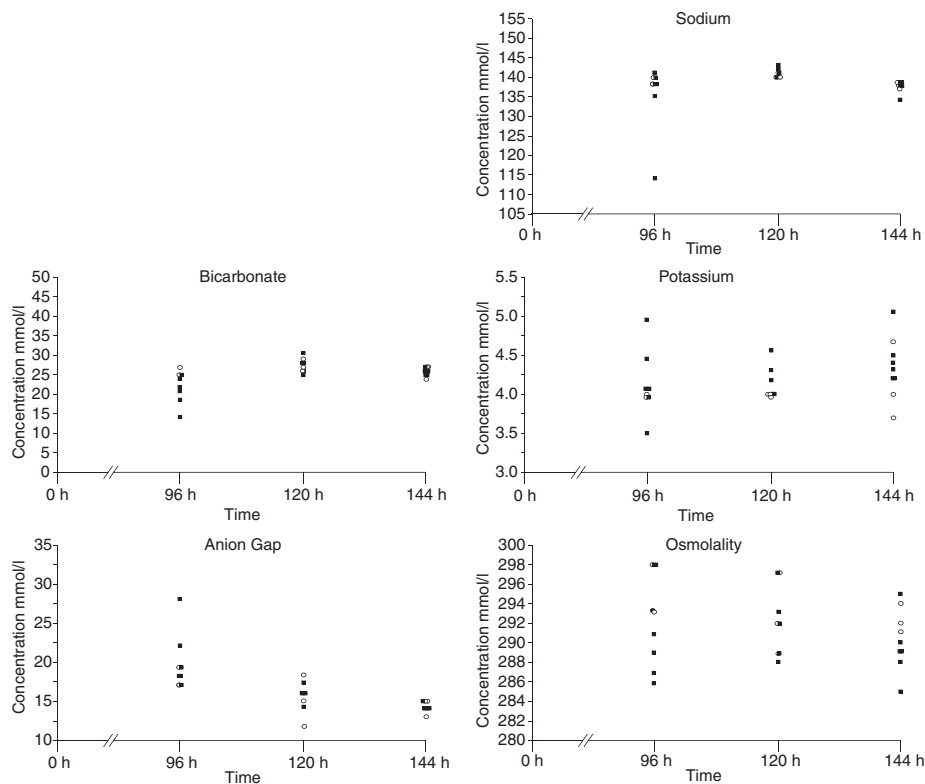 Sodium
Concentration mmol/l
155
150
145
140
135
130
125
120
115
110
105
0 h
96 h
120 h
144 h
Time
Bicarbonate
Concentration mmol/l
50
45
40
35
30
25
20
15
10
5
0
0 h
96 h
120 h
144 h
Time
Potassium
Concentration mmol/l
5.5
5.0
4.5
4.0
3.5
3.0
0 h
96 h
120 h
144 h
Time
Anion Gap
Concentration mmol/l
35
30
25
20
15
10
0 h
96 h
120 h
144 h
Time
Osmolality
Concentration mmol/l
300
298
296
294
292
290
288
286
284
282
280
0 h
96 h
120 h
144 h
Time